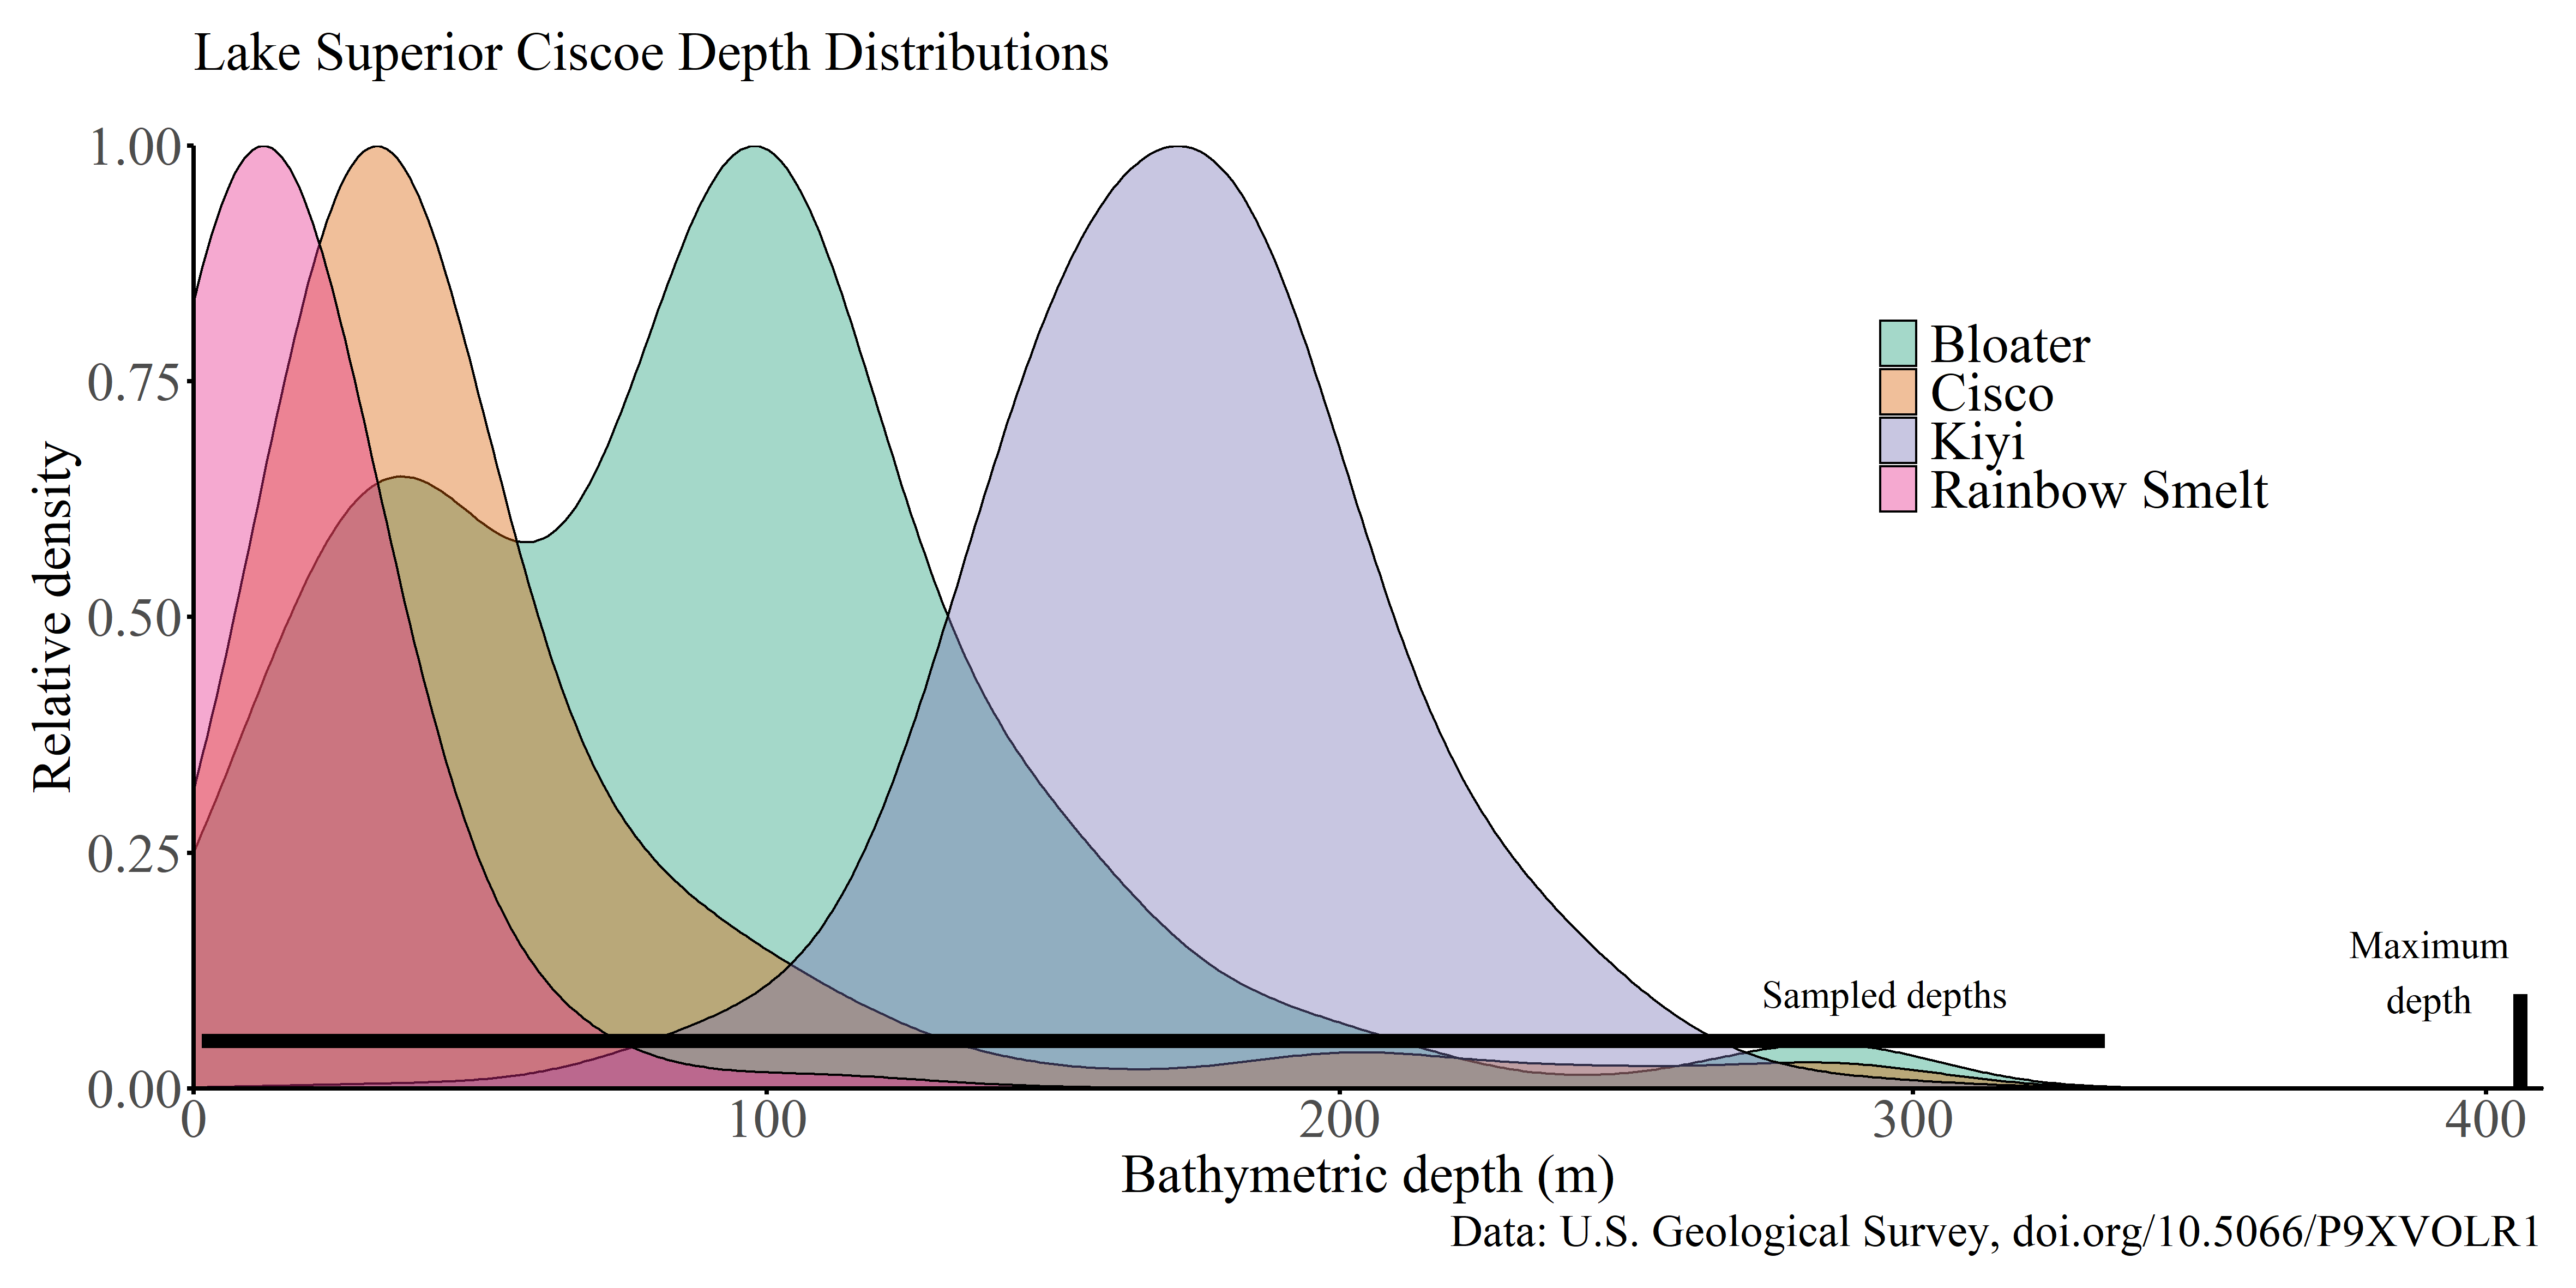 Lake Superior Ciscoe Depth Distributions
1.00
0.75
0.50
0.25
0.00
Relative density
Bloater
Cisco
Kiyi
Rainbow Smelt
Sampled depths
Maximum
depth
0
100
200
300
400
Bathymetric depth (m)
Data: U.S. Geological Survey, doi.org/10.5066/P9XVOLR1